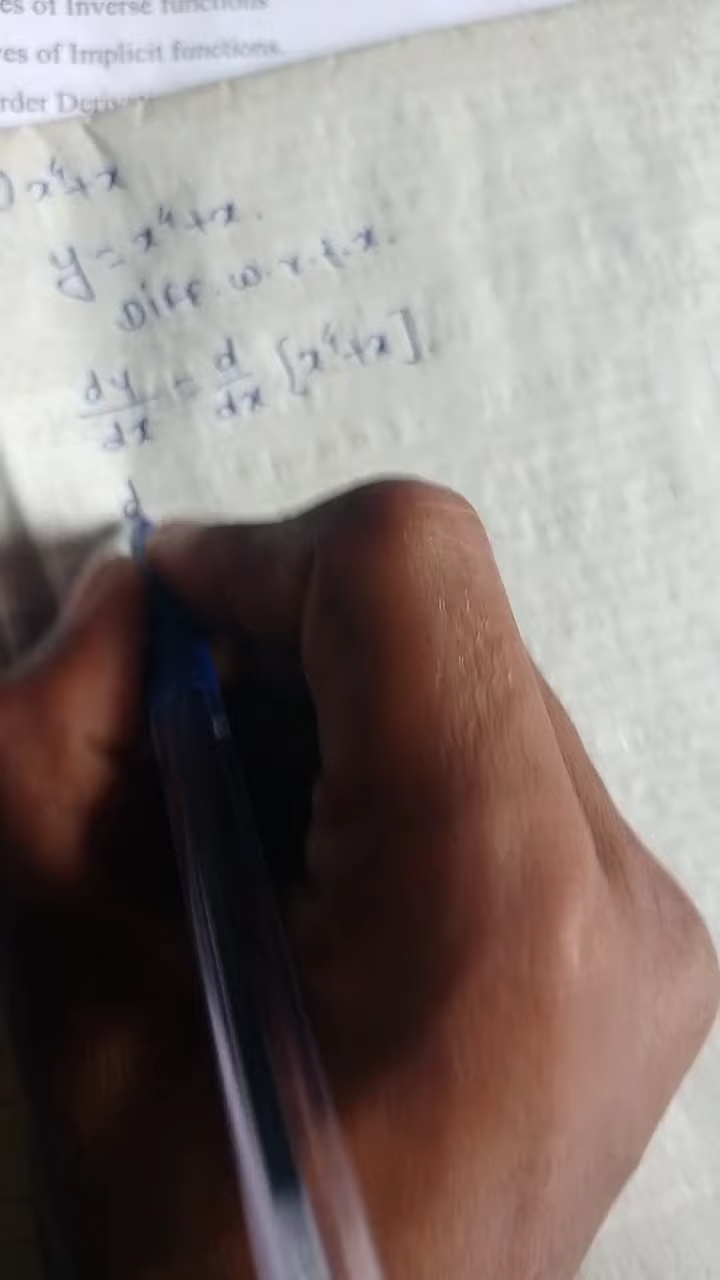 es of Inverse functions
es of Implicit functions.
rder Deriv
) x⁴+x
y = x⁴+x.
Diff. w.r.t.x.
dy/dx = d/dx [x⁴+x].
d